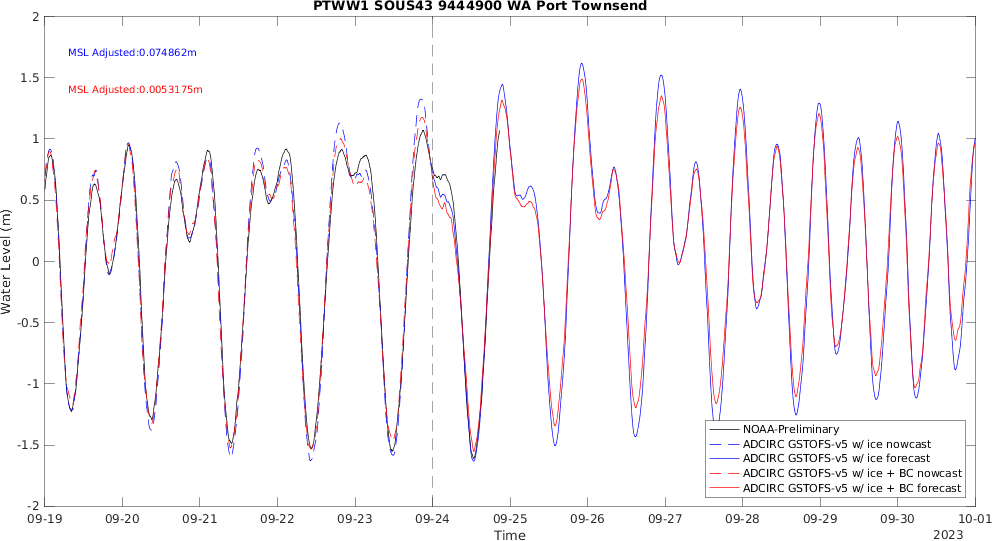 PTWW1 SOUS43 9444900 WA Port Townsend
2
1.5
1
0.5
0
-0.5
-1
-1.5
-2
Water Level (m)
MSL Adjusted:0.074862m
MSL Adjusted:0.0053175m
NOAA-Preliminary
ADCIRC GSTOFS-v5 w/ ice nowcast
ADCIRC GSTOFS-v5 w/ ice forecast
ADCIRC GSTOFS-v5 w/ ice + BC nowcast
ADCIRC GSTOFS-v5 w/ ice + BC forecast
09-19 09-20 09-21 09-22 09-23 09-24 09-25 09-26 09-27 09-28 09-29 09-30 10-01
Time
2023